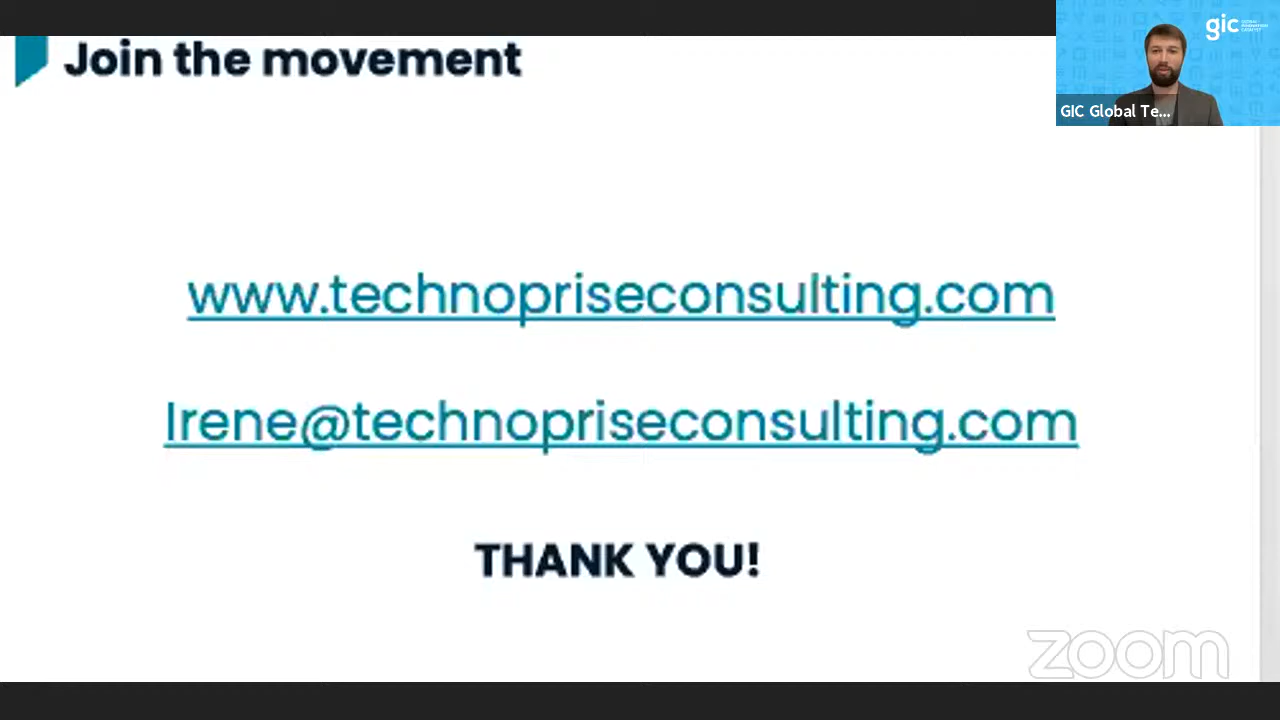 Join the movement
gic
GIC Global Te...
www.technopriseconsulting.com
Irene@technopriseconsulting.com
THANK YOU!
zoom